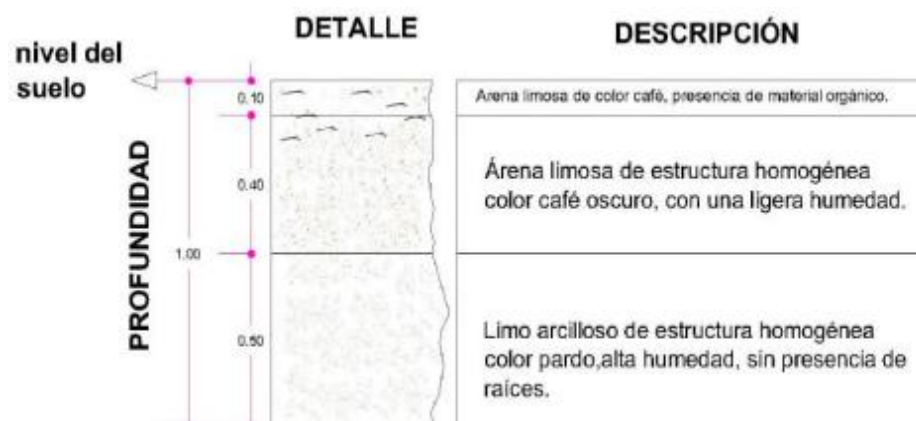 DETALLE
DESCRIPCIÓN
nivel del
suelo
PROFUNDIDAD
1.00
0.10
0.40
0.50
Arena limosa de color café, presencia de material orgánico.
Árena limosa de estructura homogénea
color café oscuro, con una ligera humedad.
Limo arcilloso de estructura homogénea
color pardo,alta humedad, sin presencia de
raíces.